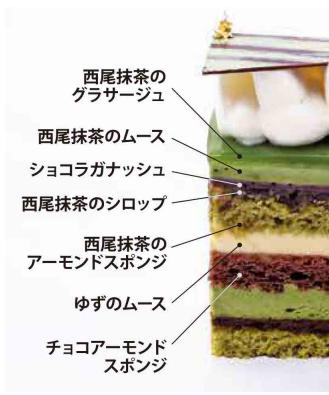 西尾抹茶の
グラサージュ
西尾抹茶のムース
ショコラガナッシュ
西尾抹茶のシロップ
西尾抹茶の
アーモンドスポンジ
ゆずのムース
チョコアーモンド
スポンジ